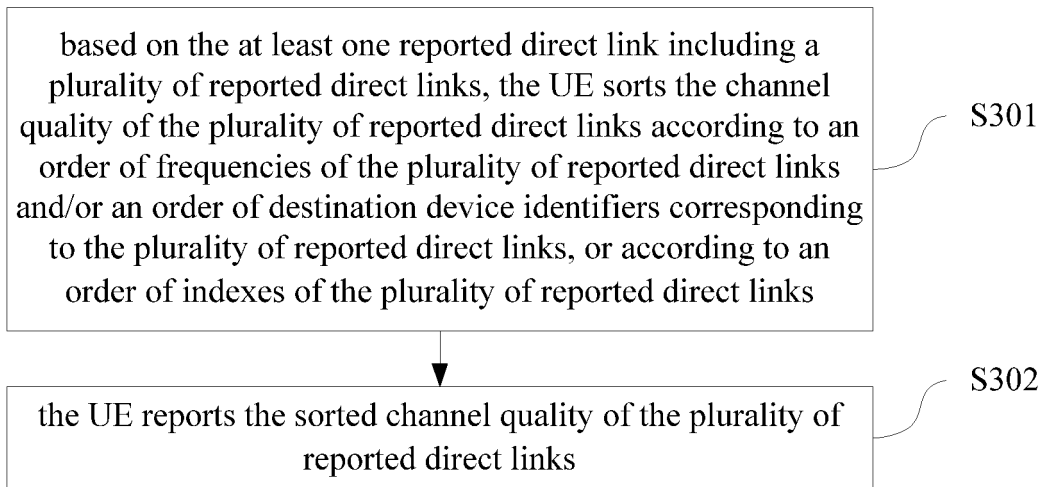 based on the at least one reported direct link including a
plurality of reported direct links, the UE sorts the channel
quality of the plurality of reported direct links according to an
order of frequencies of the plurality of reported direct links
and/or an order of destination device identifiers corresponding
to the plurality of reported direct links, or according to an
order of indexes of the plurality of reported direct links
S301
S302
the UE reports the sorted channel quality of the plurality of
reported direct links